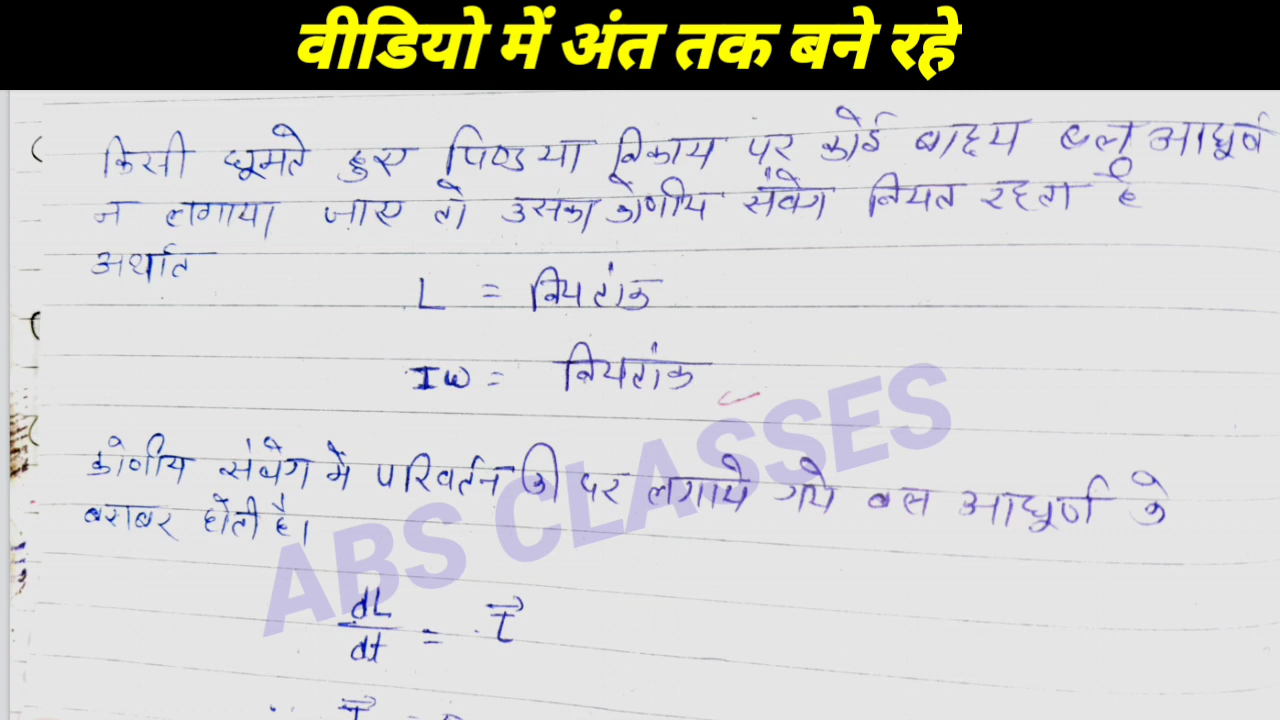 वीडियो में अंत तक बने रहे
किसी घूमते हुए पिण्ड या निकाय पर कोई बाह्य बल आघूर्ण
न लगाया जाए तो उसका कोणीय संवेग नियत रहता है
अर्थात
L = नियतांक
Iω = नियतांक
कोणीय संवेग में परिवर्तन की दर लगाये गये बल आघूर्ण के
बराबर होती है।
dL/dt = τ⃗
ABS CLASSES